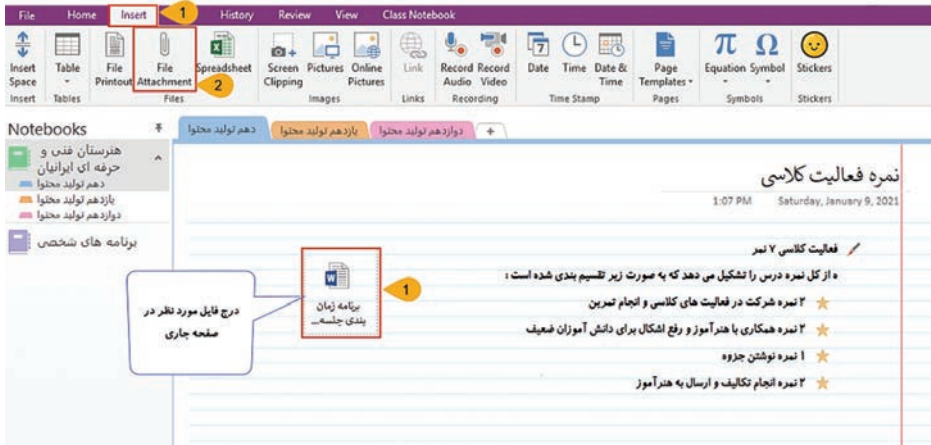 File Home Insert 1 History Review View Class Notebook
Insert Space
Table
File Printout
File Attachment
2
Spreadsheet
Screen Clipping
Pictures
Online Pictures
Link
Record Audio
Record Video
7
Date
Time
Date & Time
Page Templates
π
Equation
Ω
Symbol
Stickers
Insert Tables Files Images Links Recording Time Stamp Pages Symbols Stickers
Notebooks
دهم تولید محتوا یازدهم تولید محتوا دوازدهم تولید محتوا +
هنرستان فنی و
حرفه ای ایرانیان
دهم تولید محتوا
یازدهم تولید محتوا
دوازدهم تولید محتوا
برنامه های شخصی
نمره فعالیت کلاسی
1:07 PM Saturday, January 9, 2021
فعالیت کلاسی ۷ نمر
ه از کل نمره درس را تشکیل می دهد که به صورت زیر تقسیم بندی شده است :
۲ نمره شرکت در فعالیت های کلاسی و انجام تمرین
۲ نمره همکاری با هنرآموز و رفع اشکال برای دانش آموزان ضعیف
۱ نمره نوشتن جزوه
۲ نمره انجام تکالیف و ارسال به هنرآموز
W
برنامه زمان
بندی جلسه...
1
درج فایل مورد نظر در
صفحه جاری